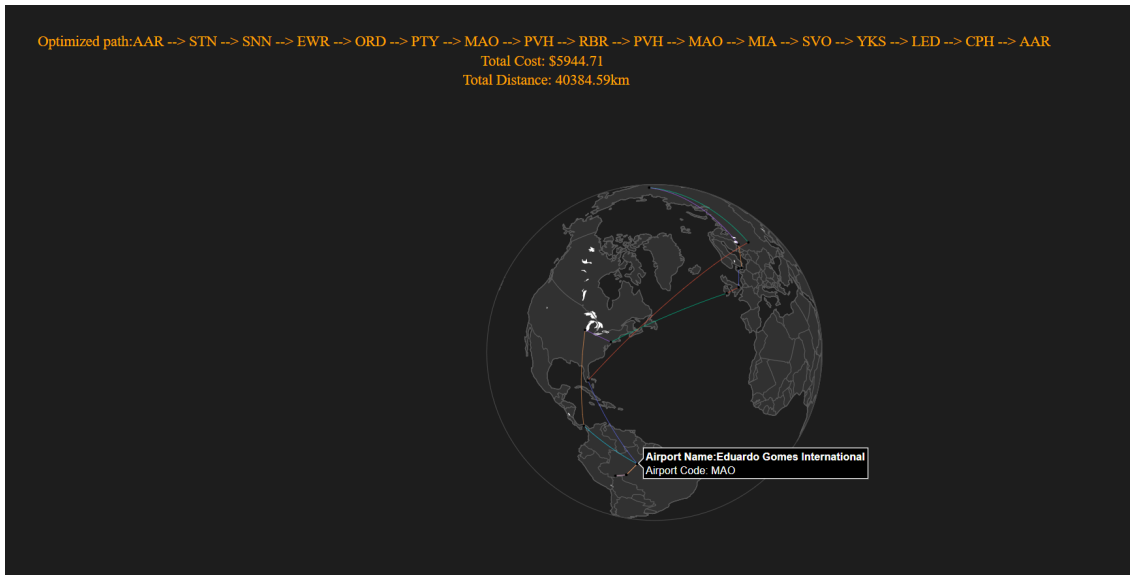 Optimized path:AAR --> STN --> SNN --> EWR --> ORD --> PTY --> MAO --> PVH --> RBR --> PVH --> MAO --> MIA --> SVO --> YKS --> LED --> CPH --> AAR
Total Cost: $5944.71
Total Distance: 40384.59km
Airport Name:Eduardo Gomes International
Airport Code: MAO